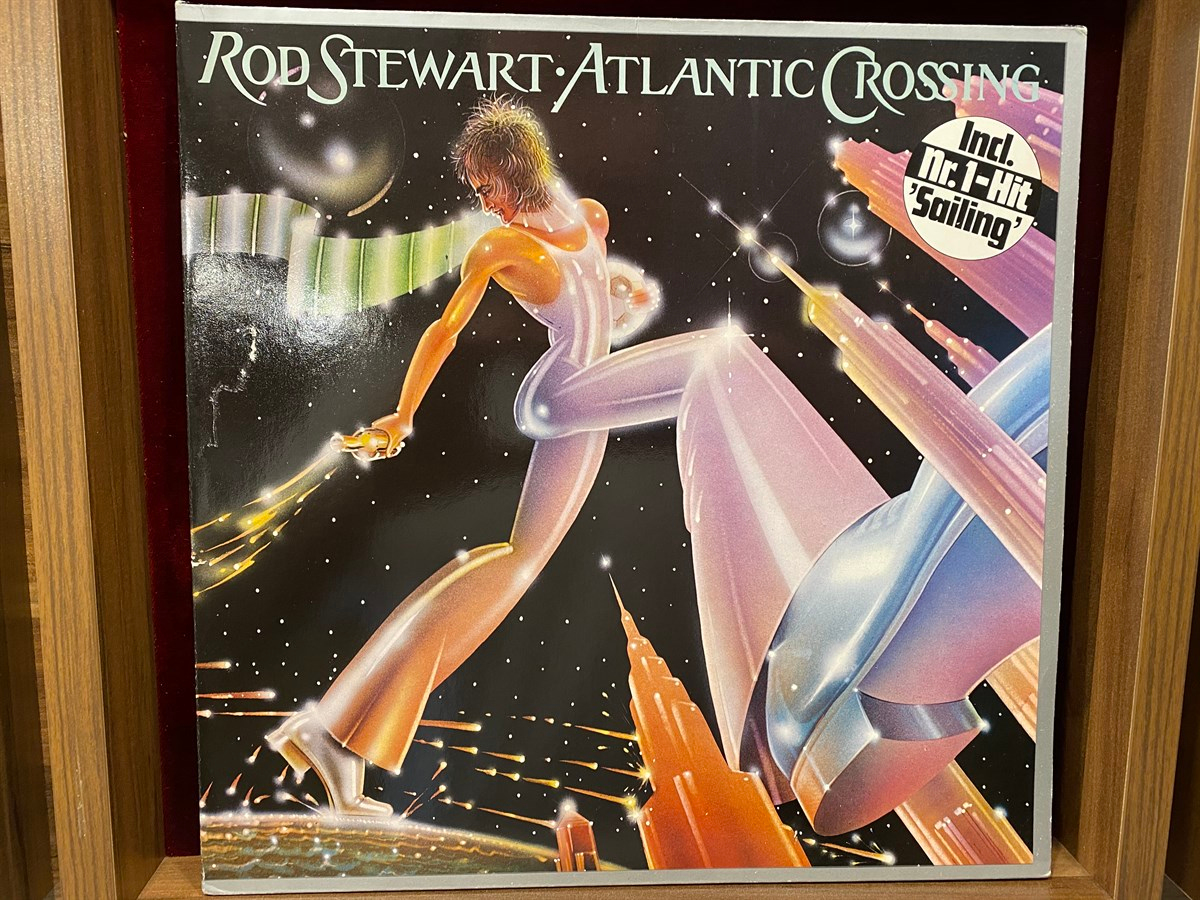 ROD STEWART · ATLANTIC CROSSING
Incl.
Nr. 1-Hit
'Sailing'